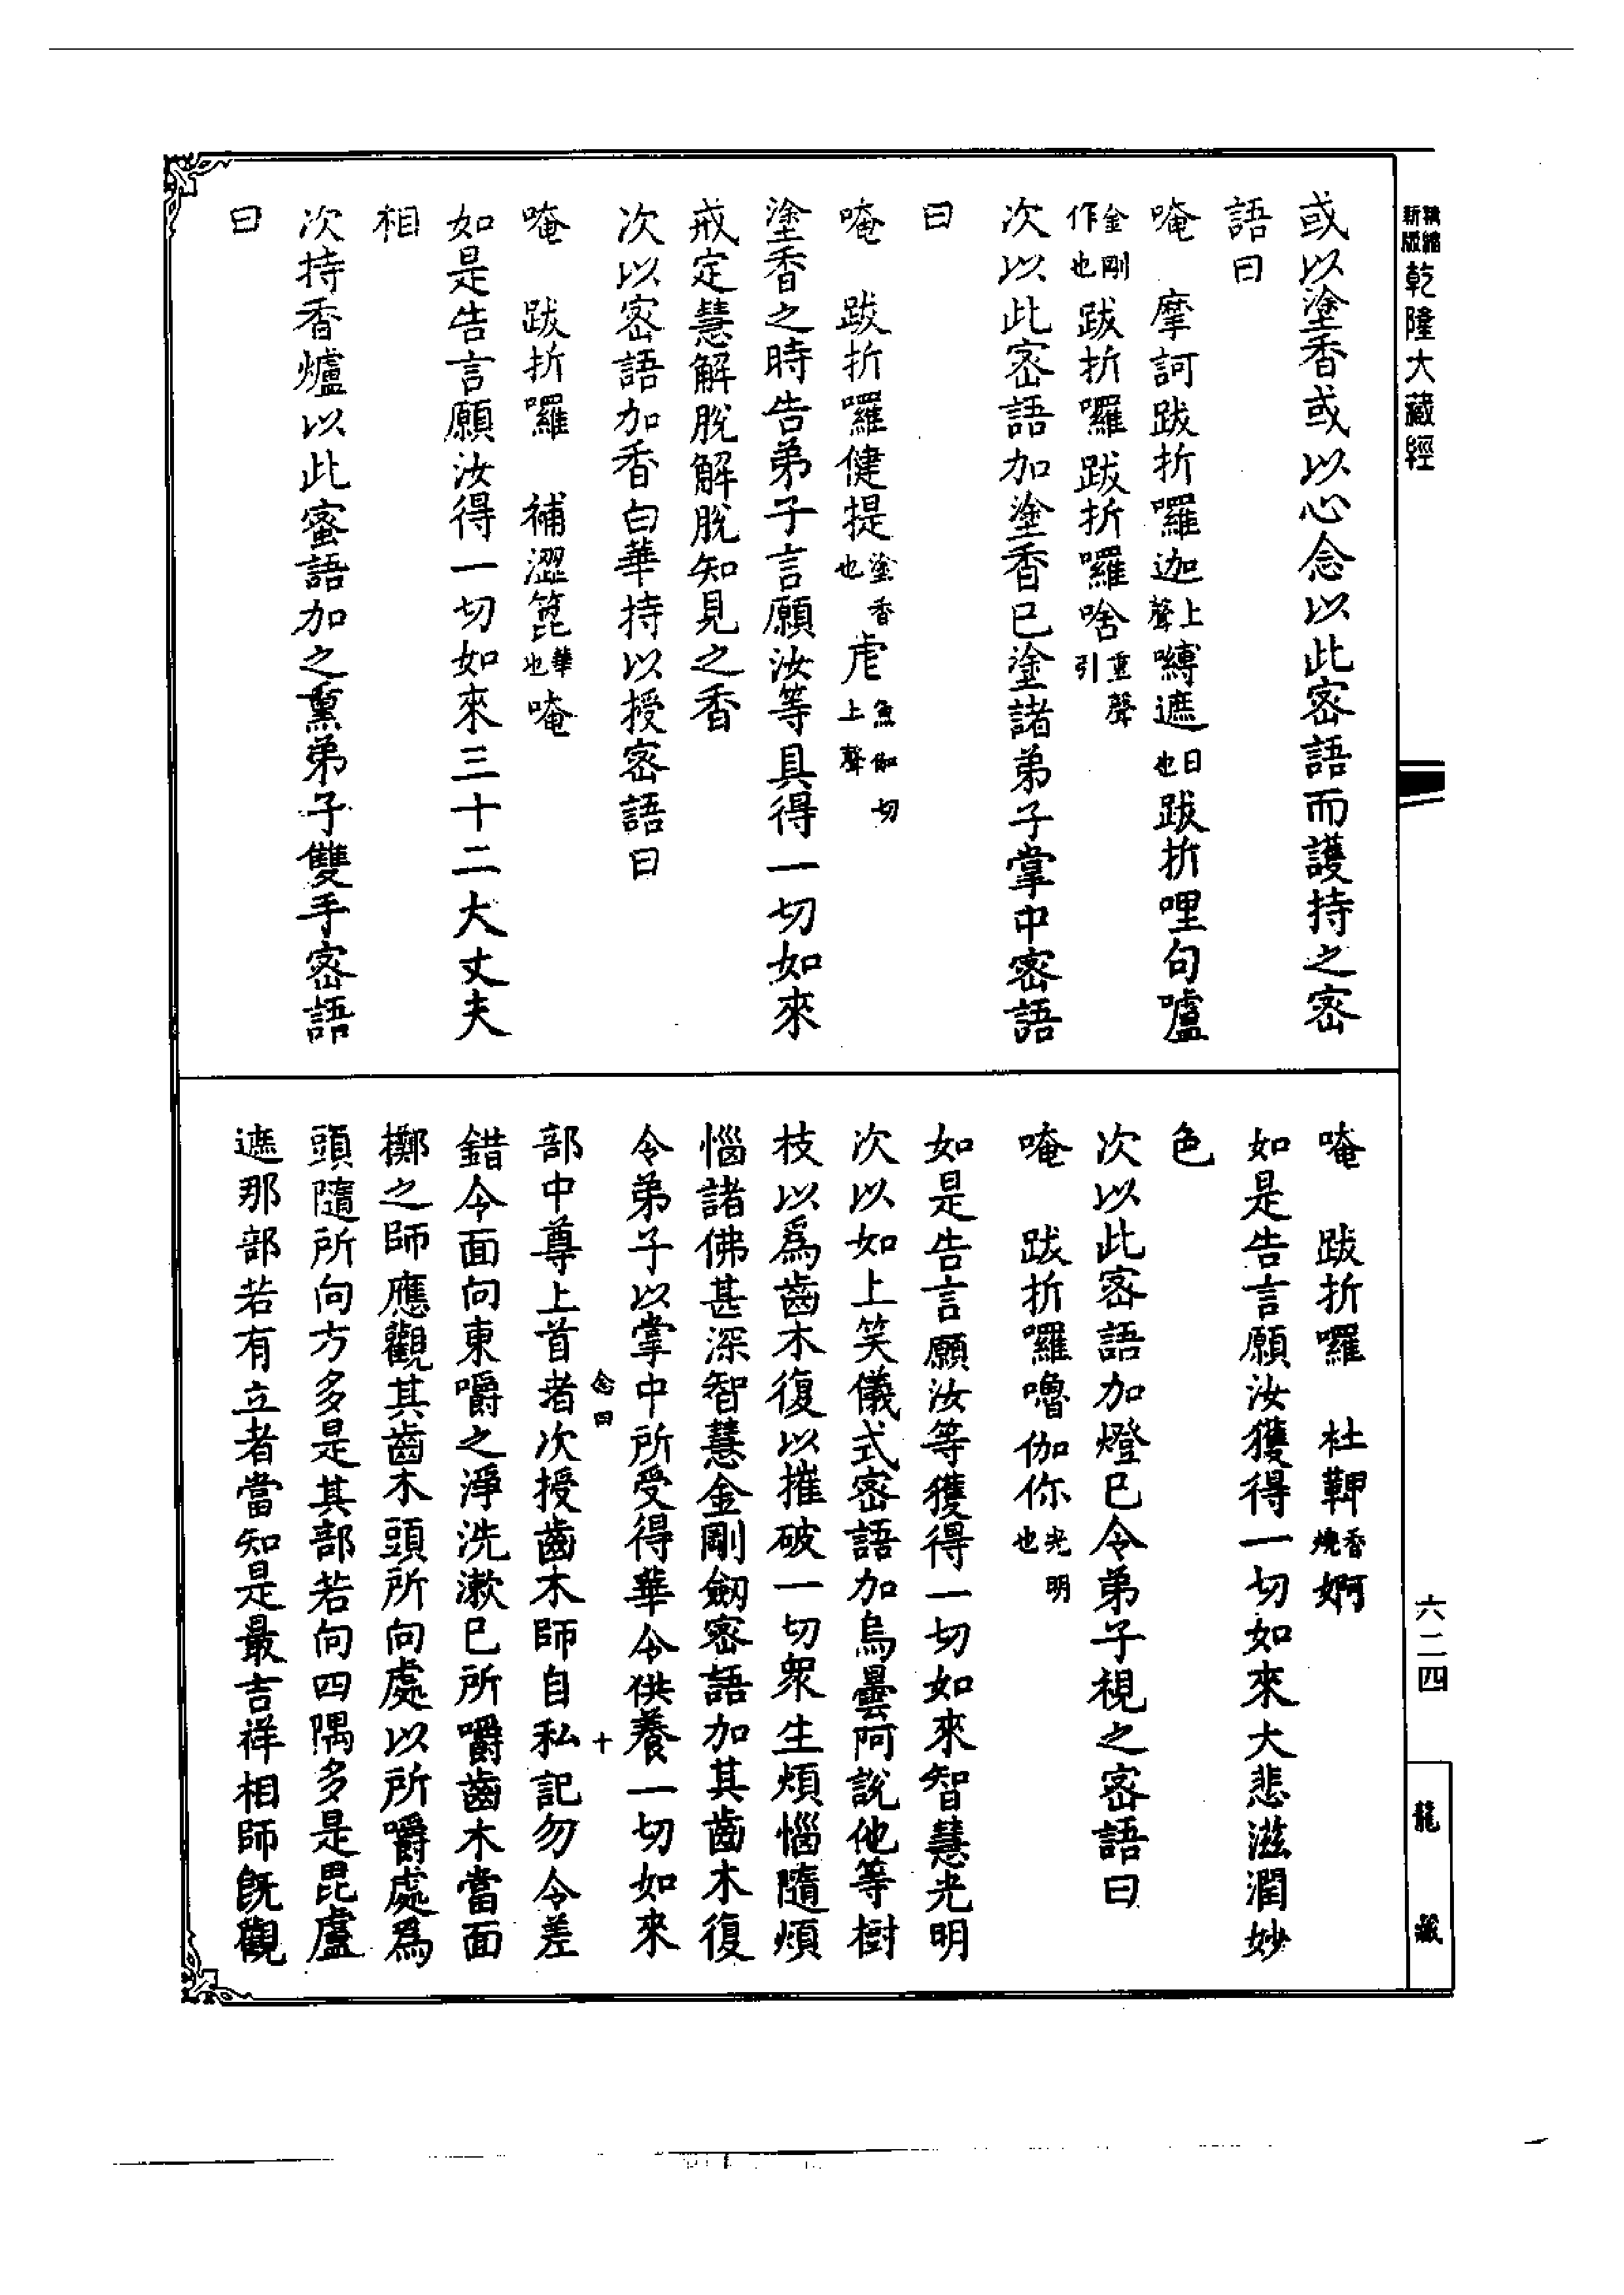 精縮新版乾隆大藏經
六二四
龍藏
或以塗香或以心念以此密語而護持之密
語曰
唵　摩訶跋折囉迦上聲嚩遮曰也跋折哩句嚧
金剛作也跋折囉跋折囉唅重聲引
次以此密語加塗香已塗諸弟子掌中密語
曰
唵　跋折囉健提塗香也虐魚伽切上聲
塗香之時告弟子言願汝等具得一切如來
戒定慧解脫解脫知見之香
次以密語加香白華持以授密語曰
唵　跋折囉　補澀箆華也唵
如是告言願汝得一切如來三十二大丈夫
相
次持香爐以此蜜語加之熏弟子雙手密語
曰
唵　跋折囉　杜鞞香燒婀
如是告言願汝獲得一切如來大悲滋潤妙
色
次以此密語加燈已令弟子視之密語曰
唵　跋折囉嚕伽你光明也
如是告言願汝等獲得一切如來智慧光明
次以如上笑儀式密語加烏曇阿說他等樹
枝以爲齒木復以摧破一切衆生煩惱隨煩
惱諸佛甚深智慧金剛劔密語加其齒木復
令弟子以掌中所受得華令供養一切如來
念四　十
部中尊上首者次授齒木師自私記勿令差
錯令面向東嚼之淨洗漱已所嚼齒木當面
擲之師應觀其齒木頭所向處以所嚼處爲
頭隨所向方多是其部若向四隅多是毘盧
遮那部若有立者當知是最吉祥相師旣觀